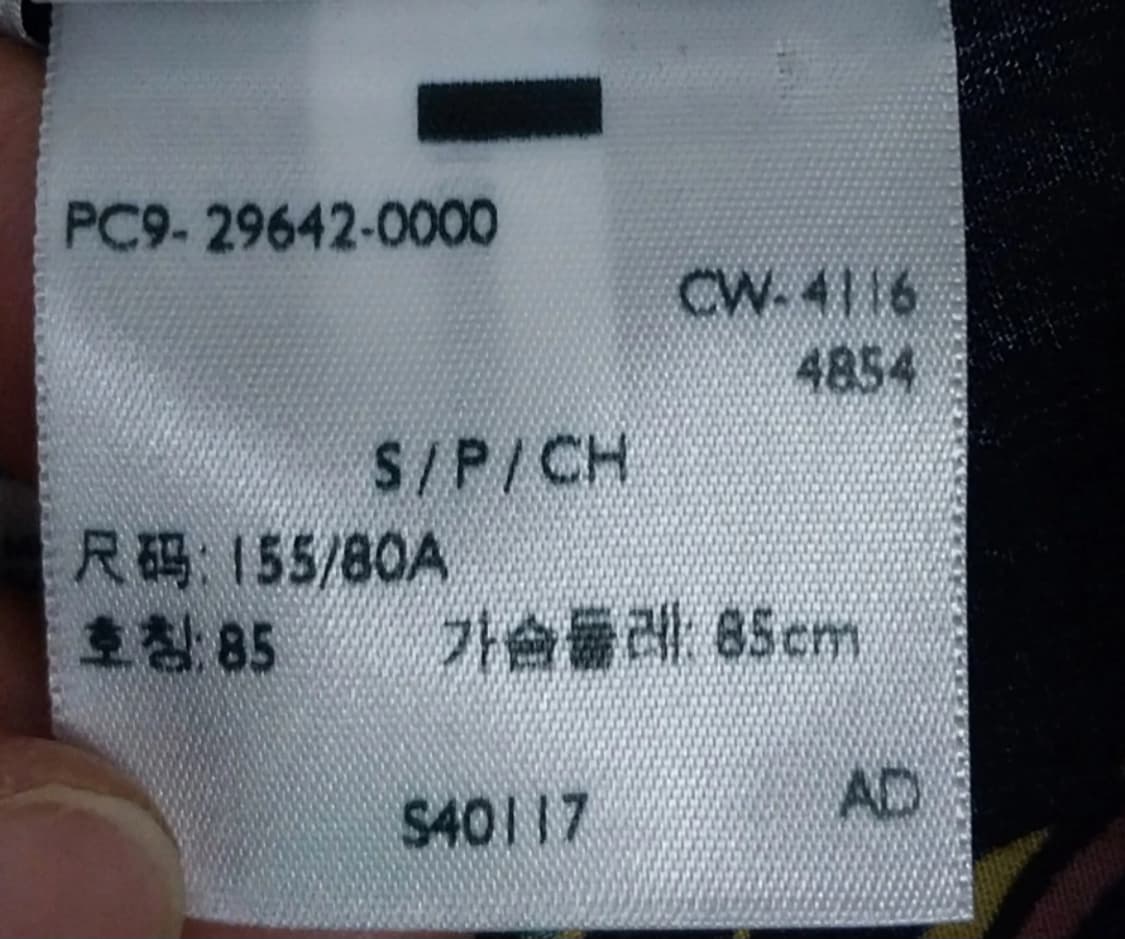 PC9- 29642-0000
CW- 4116
4854
S / P / CH
尺码: 155/80A
호칭: 85 가슴둘레: 85cm
S40117 AD